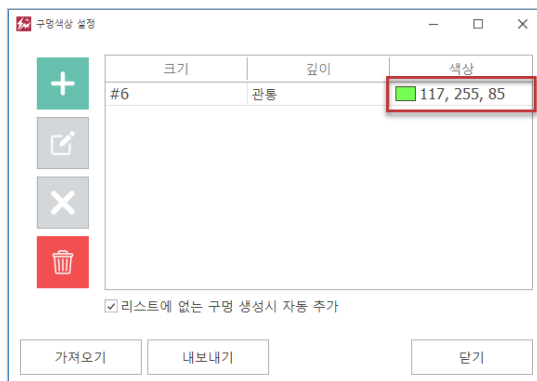 구멍색상 설정
크기 깊이 색상
#6 관통 117, 255, 85
리스트에 없는 구멍 생성시 자동 추가
가져오기 내보내기 닫기